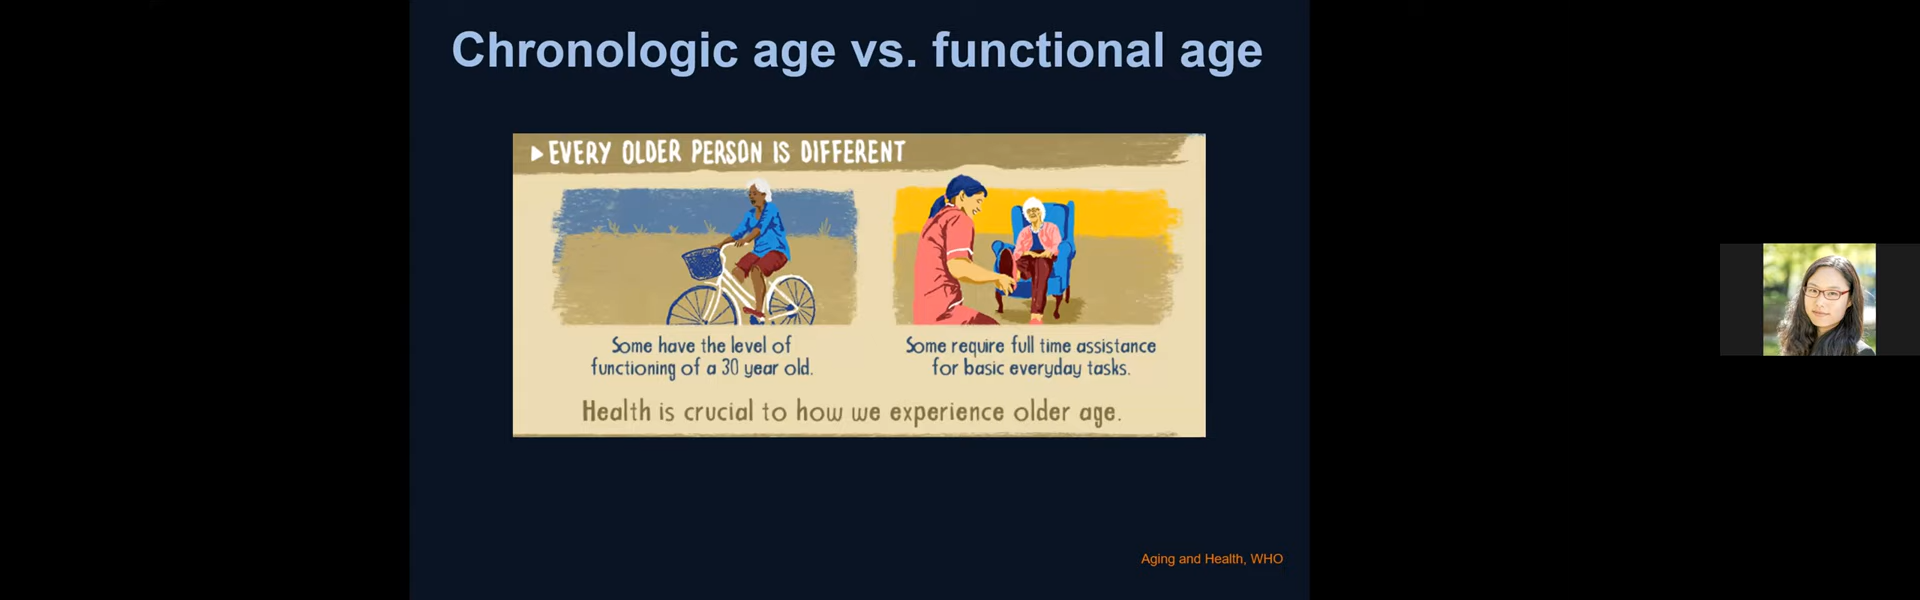 Chronologic age vs. functional age
EVERY OLDER PERSON IS DIFFERENT
Some have the level of
functioning of a 30 year old.
Some require full time assistance
for basic everyday tasks.
Health is crucial to how we experience older age.
Aging and Health, WHO